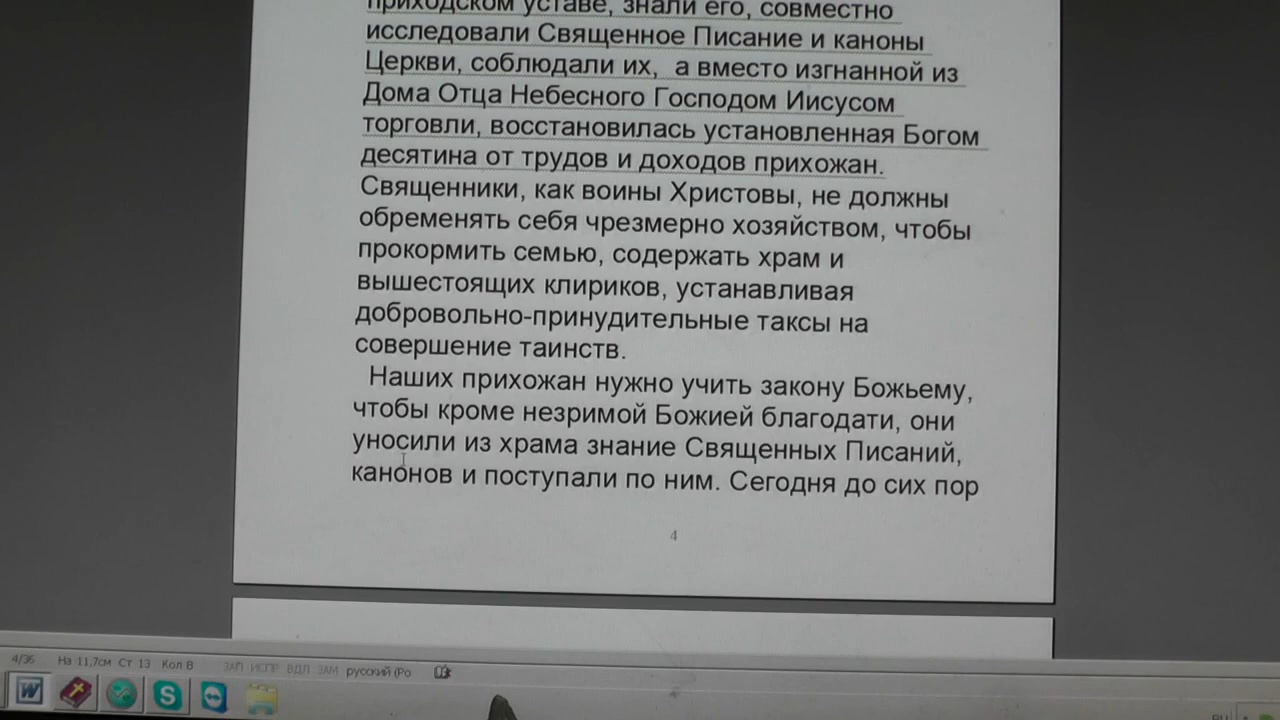 приходском уставе, знали его, совместно
исследовали Священное Писание и каноны
Церкви, соблюдали их, а вместо изгнанной из
Дома Отца Небесного Господом Иисусом
торговли, восстановилась установленная Богом
десятина от трудов и доходов прихожан.
Священники, как воины Христовы, не должны
обременять себя чрезмерно хозяйством, чтобы
прокормить семью, содержать храм и
вышестоящих клириков, устанавливая
добровольно-принудительные таксы на
совершение таинств.
Наших прихожан нужно учить закону Божьему,
чтобы кроме незримой Божией благодати, они
уносили из храма знание Священных Писаний,
канонов и поступали по ним. Сегодня до сих пор
4
4/36 На 11,7см Ст 13 Кол 8 ЗАП ИСПР ВДЛ ЗАМ русский (Ро
W S
RU